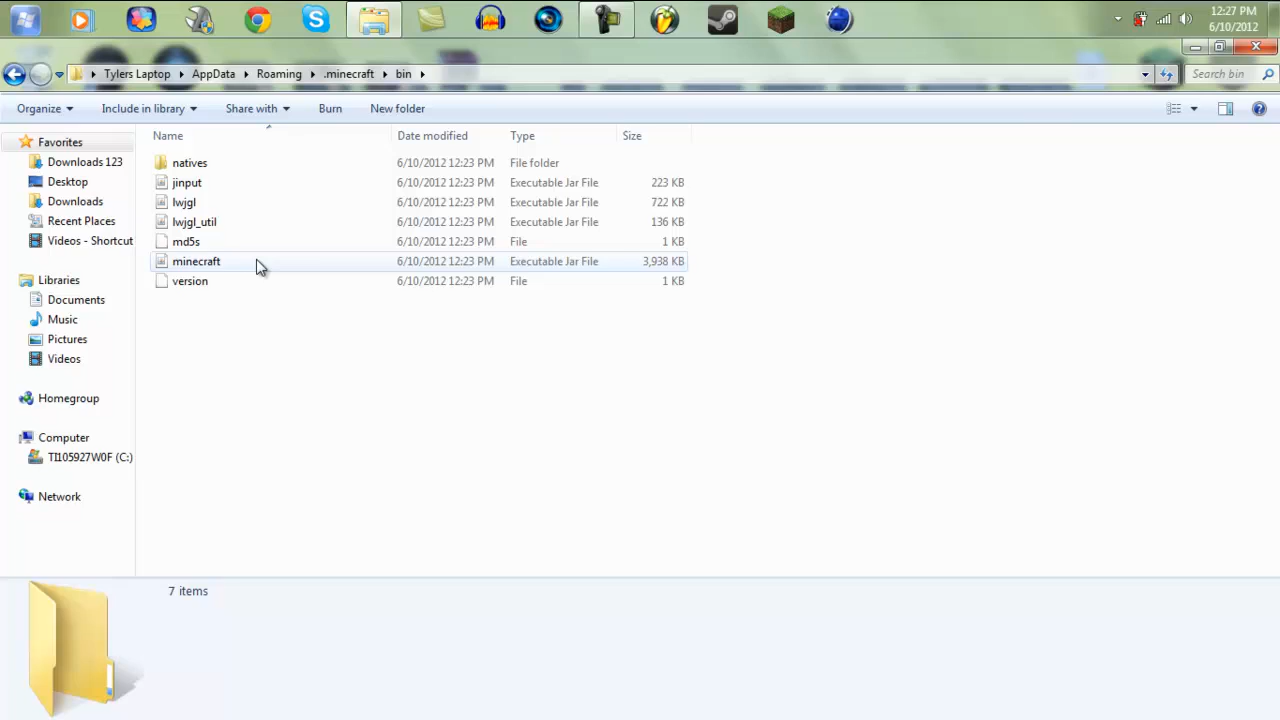 12:27 PM
6/10/2012
Tylers Laptop AppData Roaming .minecraft bin Search bin
Organize Include in library Share with Burn New folder
Name Date modified Type Size
Favorites
Downloads 123
Desktop
Downloads
Recent Places
Videos - Shortcut
Libraries
Documents
Music
Pictures
Videos
Homegroup
Computer
TI105927W0F (C:)
Network
natives 6/10/2012 12:23 PM File folder
jinput 6/10/2012 12:23 PM Executable Jar File 223 KB
lwjgl 6/10/2012 12:23 PM Executable Jar File 722 KB
lwjgl_util 6/10/2012 12:23 PM Executable Jar File 136 KB
md5s 6/10/2012 12:23 PM File 1 KB
minecraft 6/10/2012 12:23 PM Executable Jar File 3,938 KB
version 6/10/2012 12:23 PM File 1 KB
7 items